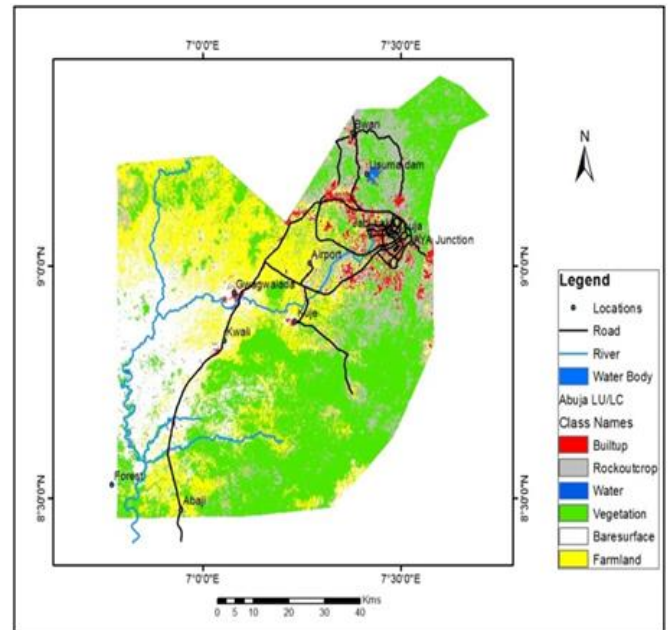 7°0'0"E 7°30'0"E
N
Bwari
Usuma dam
AYA Junction
9°0'0"N 9°0'0"N
Airport
Gwagwalada
Kuje
Kwali
8°30'0"N 8°30'0"N
Forest
Abaji
7°0'0"E 7°30'0"E
Kms
0 5 10 20 30 40
Legend
Locations
Road
River
Water Body
Abuja LU/LC
Class Names
Builtup
Rockoutcrop
Water
Vegetation
Baresurface
Farmland